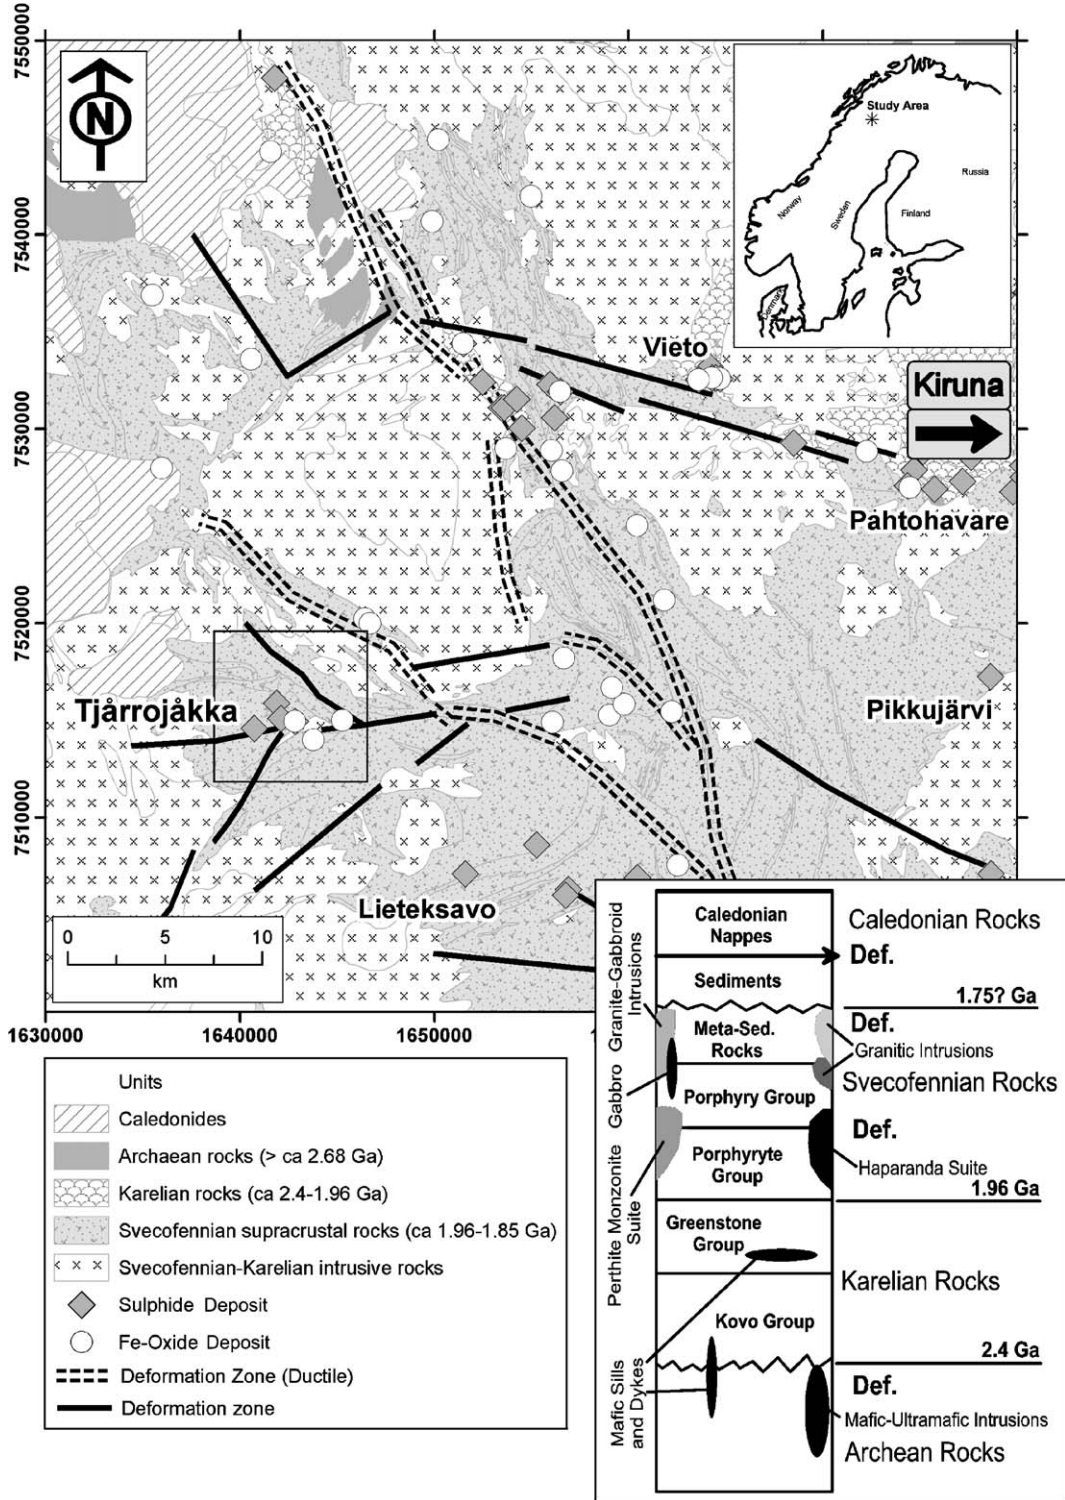 7550000
7540000
7530000
7520000
7510000
N
Study Area
Russia
Norway
Sweden
Finland
Denmark
Vieto
Kiruna
Pahtohavare
Tjårrojåkka
Pikkujärvi
Lieteksavo
0 5 10
km
1630000 1640000 1650000
Units
Caledonides
Archaean rocks (> ca 2.68 Ga)
Karelian rocks (ca 2.4-1.96 Ga)
Svecofennian supracrustal rocks (ca 1.96-1.85 Ga)
Svecofennian-Karelian intrusive rocks
Sulphide Deposit
Fe-Oxide Deposit
Deformation Zone (Ductile)
Deformation zone
Granite-Gabbroid
Intrusions
Gabbro
Perthite Monzonite
Suite
Mafic Sills
and Dykes
Caledonian
Nappes
Sediments
Meta-Sed.
Rocks
Porphyry Group
Porphyryte
Group
Greenstone
Group
Kovo Group
Caledonian Rocks
Def.
1.75? Ga
Def.
Granitic Intrusions
Svecofennian Rocks
Def.
Haparanda Suite
1.96 Ga
Karelian Rocks
2.4 Ga
Def.
Mafic-Ultramafic Intrusions
Archean Rocks